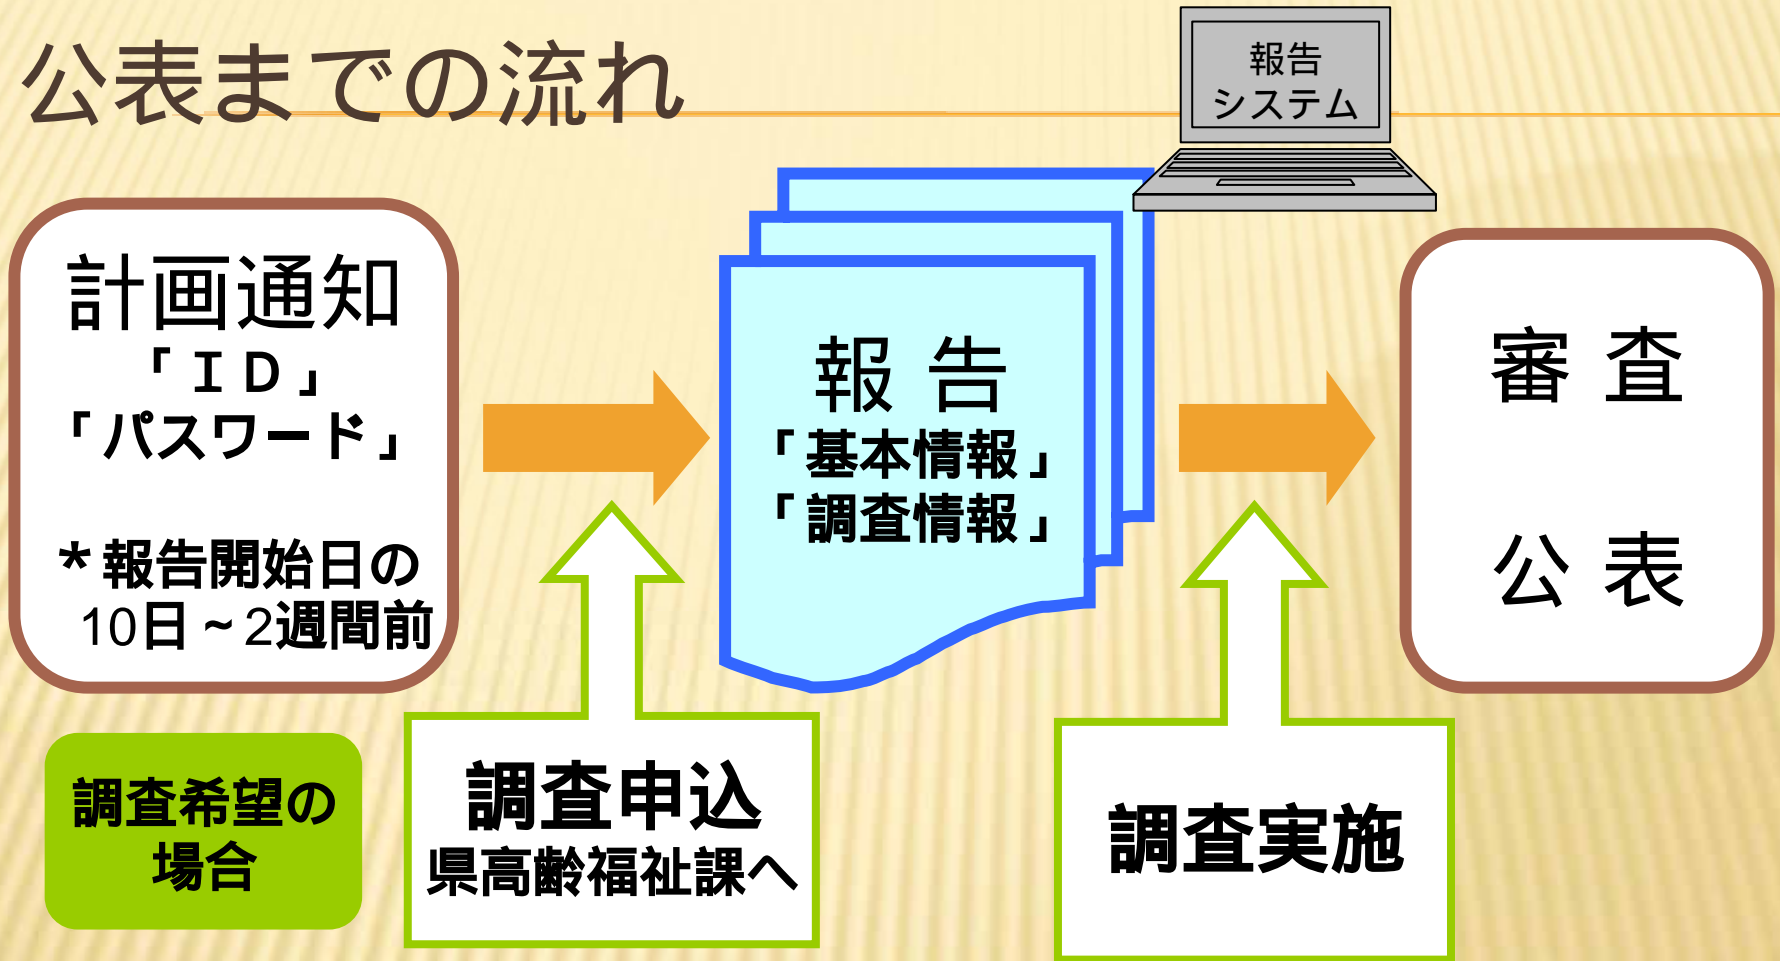 公表までの流れ
報告
システム
計画通知
「ＩＤ」
「パスワード」
*報告開始日の
10日～2週間前
報 告
「基本情報」
「調査情報」
審 査
公 表
調査希望の
場合
調査申込
県高齢福祉課へ
調査実施